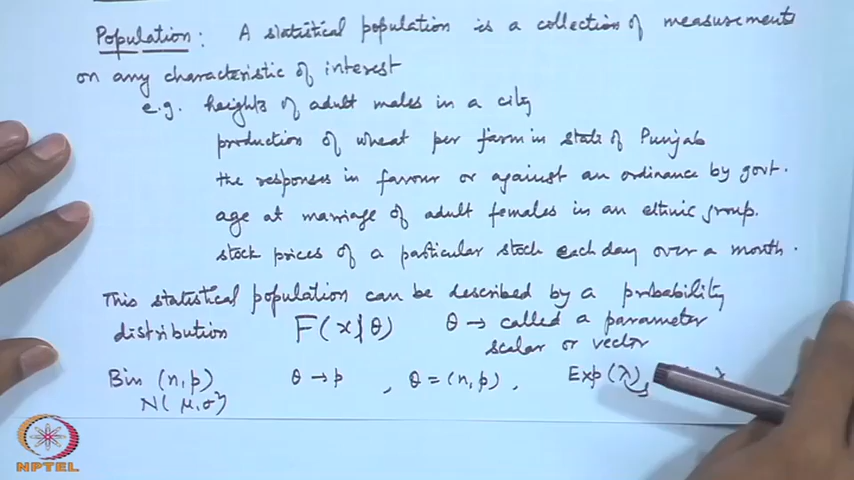 Population: A statistical population is a collection of measurements
on any characteristic of interest
e.g. heights of adult males in a city
production of wheat per farm in state of Punjab
the responses in favour or against an ordinance by govt.
age at marriage of adult females in an ethnic group.
stock prices of a particular stock each day over a month.
This statistical population can be described by a probability
distribution F(x|θ) θ → called a parameter
scalar or vector
Bin (n, p) θ → p , θ = (n, p) , Exp (λ)
N( μ, σ²)
NPTEL